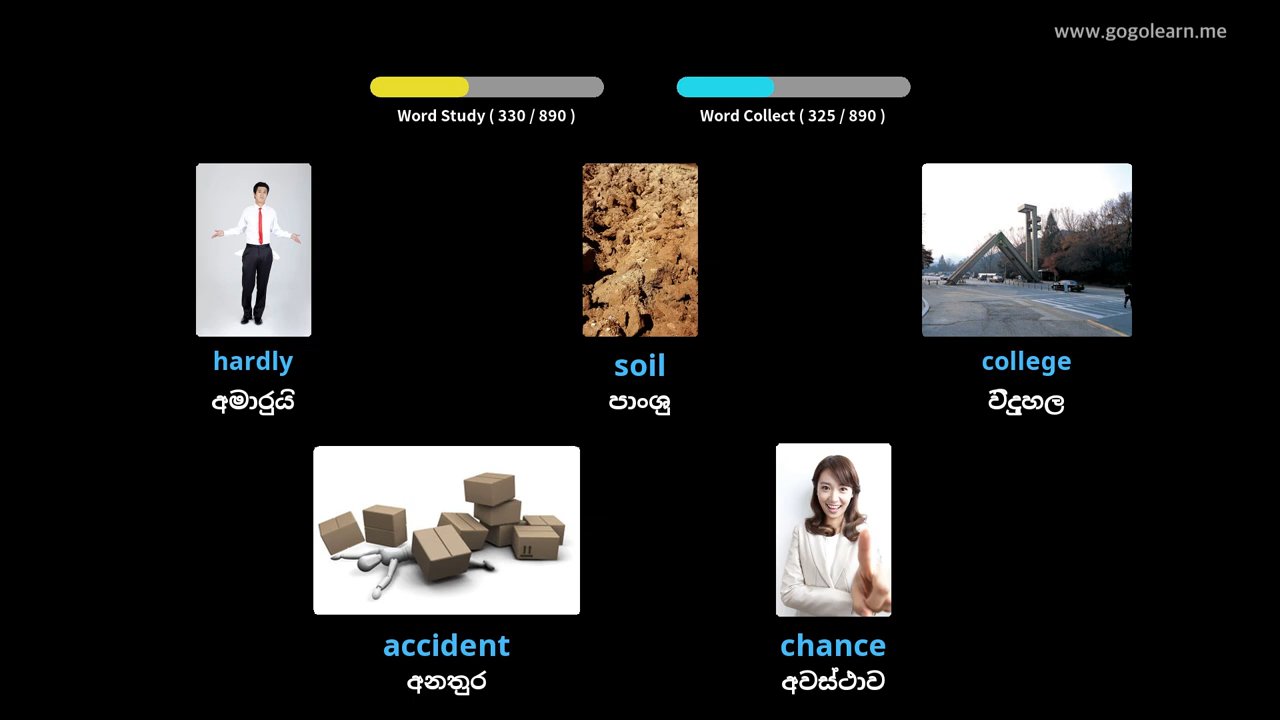 www.gogolearn.me
Word Study ( 330 / 890 )
Word Collect ( 325 / 890 )
hardly
අමාරුයි
soil
පාංශු
college
විදුහල
accident
අනතුර
chance
අවස්ථාව